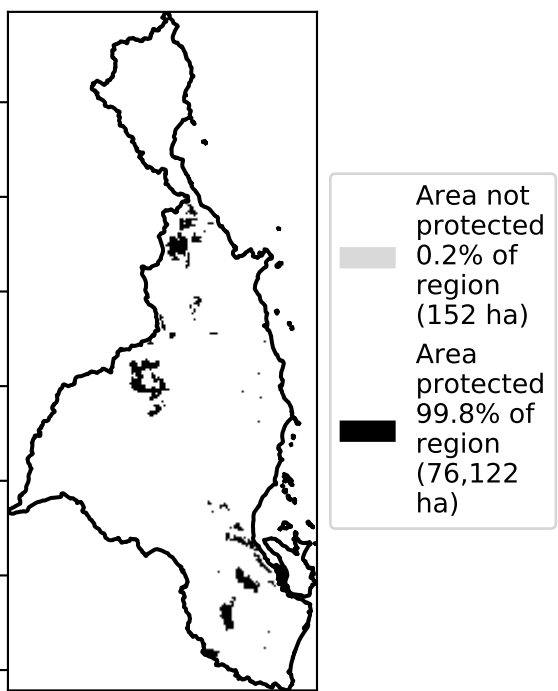 Area not
protected
0.2% of
region
(152 ha)
Area
protected
99.8% of
region
(76,122
ha)